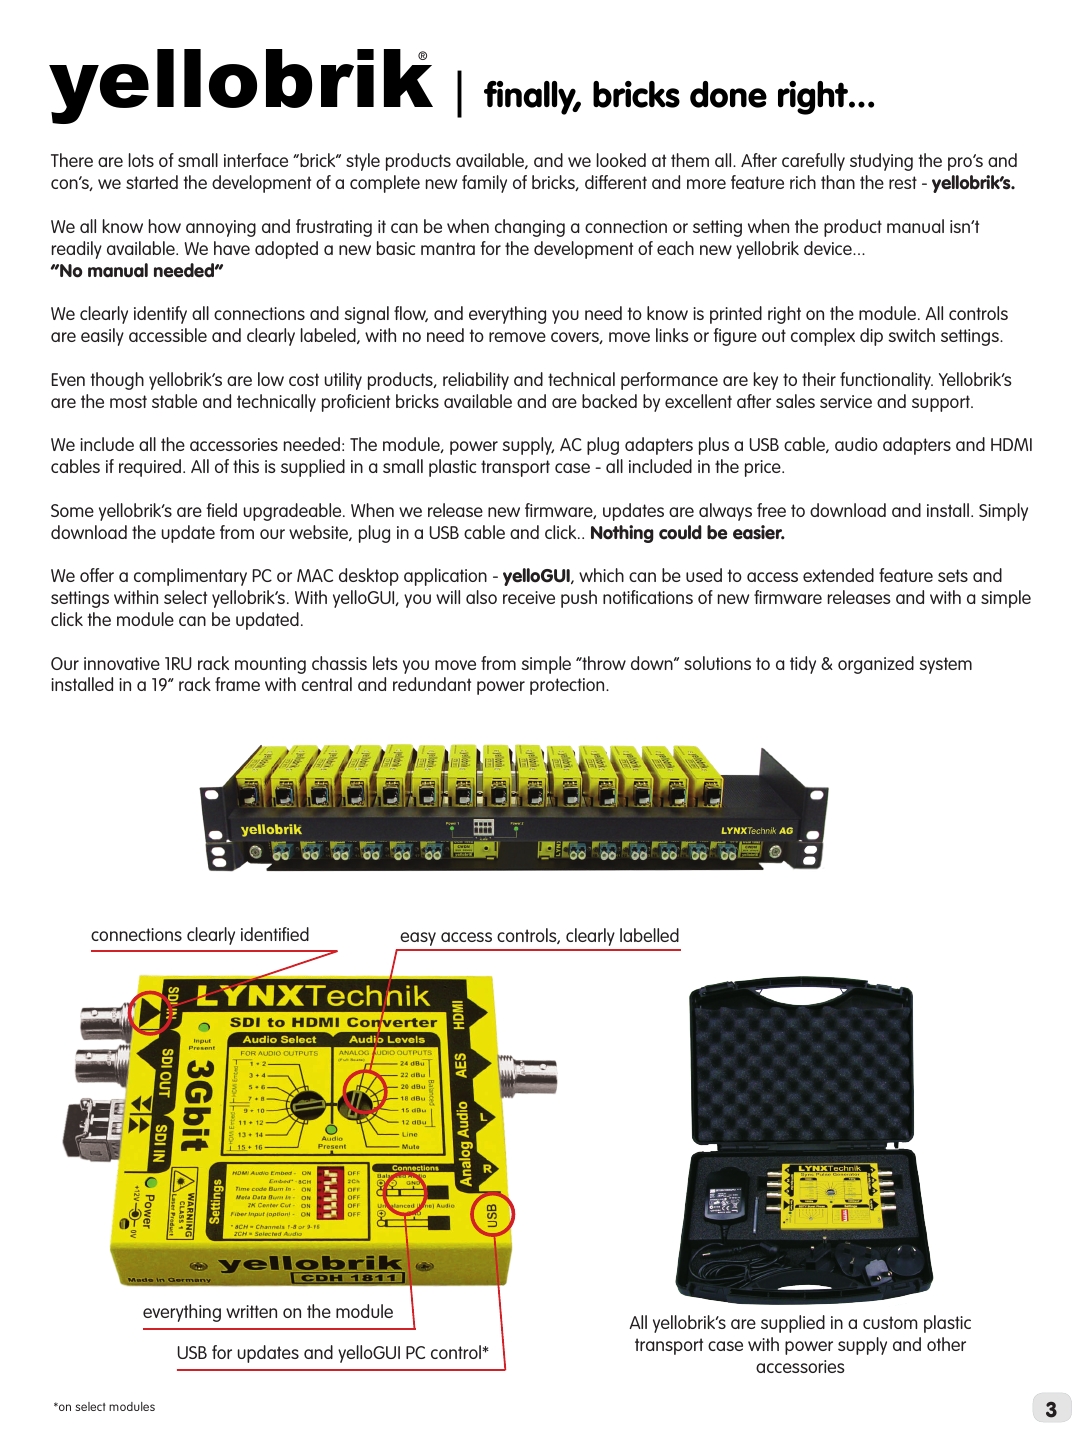 yellobrik® | finally, bricks done right...
There are lots of small interface "brick" style products available, and we looked at them all. After carefully studying the pro's and
con's, we started the development of a complete new family of bricks, different and more feature rich than the rest - yellobrik's.
We all know how annoying and frustrating it can be when changing a connection or setting when the product manual isn't
readily available. We have adopted a new basic mantra for the development of each new yellobrik device...
"No manual needed"
We clearly identify all connections and signal flow, and everything you need to know is printed right on the module. All controls
are easily accessible and clearly labeled, with no need to remove covers, move links or figure out complex dip switch settings.
Even though yellobrik's are low cost utility products, reliability and technical performance are key to their functionality. Yellobrik's
are the most stable and technically proficient bricks available and are backed by excellent after sales service and support.
We include all the accessories needed: The module, power supply, AC plug adapters plus a USB cable, audio adapters and HDMI
cables if required. All of this is supplied in a small plastic transport case - all included in the price.
Some yellobrik's are field upgradeable. When we release new firmware, updates are always free to download and install. Simply
download the update from our website, plug in a USB cable and click.. Nothing could be easier.
We offer a complimentary PC or MAC desktop application - yelloGUI, which can be used to access extended feature sets and
settings within select yellobrik's. With yelloGUI, you will also receive push notifications of new firmware releases and with a simple
click the module can be updated.
Our innovative 1RU rack mounting chassis lets you move from simple "throw down" solutions to a tidy & organized system
installed in a 19" rack frame with central and redundant power protection.
Power 1
Power 2
yellobrik
LYNXTechnik AG
connections clearly identified
easy access controls, clearly labelled
LYNXTechnik
SDI to HDMI Converter
Audio Select
Audio Levels
FOR AUDIO OUTPUTS
ANALOG AUDIO OUTPUTS
1 + 2
3 + 4
5 + 6
7 + 8
9 + 10
11 + 12
13 + 14
15 + 16
HDMI Embed
HDMI Embed
24 dBu
22 dBu
20 dBu
18 dBu
15 dBu
12 dBu
Line
Mute
Balanced
Audio
Present
Input
Present
3Gbit
SDI OUT
SDI IN
HDMI
AES
Analog Audio
L
R
USB
Power
+12V
0V
WARNING
CLASS 1
Laser Product
Settings
HDMI Audio Embed - ON OFF
Embed* - 8CH 2Ch
Time code Burn In - ON OFF
Meta Data Burn In - ON OFF
2K Center Cut - ON OFF
Fiber Input (option) - ON OFF
* 8CH = Channels 1-8 or 9-16
2CH = Selected Audio
Connections
Balanced Audio
GND
Made in Germany
yellobrik
CDH 1811
everything written on the module
USB for updates and yelloGUI PC control*
LYNXTechnik
Sync Pulse Generator
All yellobrik's are supplied in a custom plastic
transport case with power supply and other
accessories
*on select modules
3